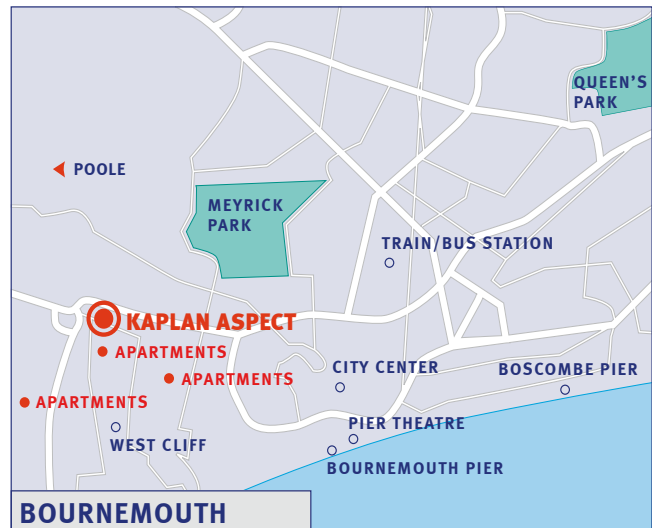 QUEEN'S
PARK
POOLE
MEYRICK
PARK
TRAIN/BUS STATION
KAPLAN ASPECT
APARTMENTS
APARTMENTS
APARTMENTS
CITY CENTER
BOSCOMBE PIER
WEST CLIFF
PIER THEATRE
BOURNEMOUTH PIER
BOURNEMOUTH